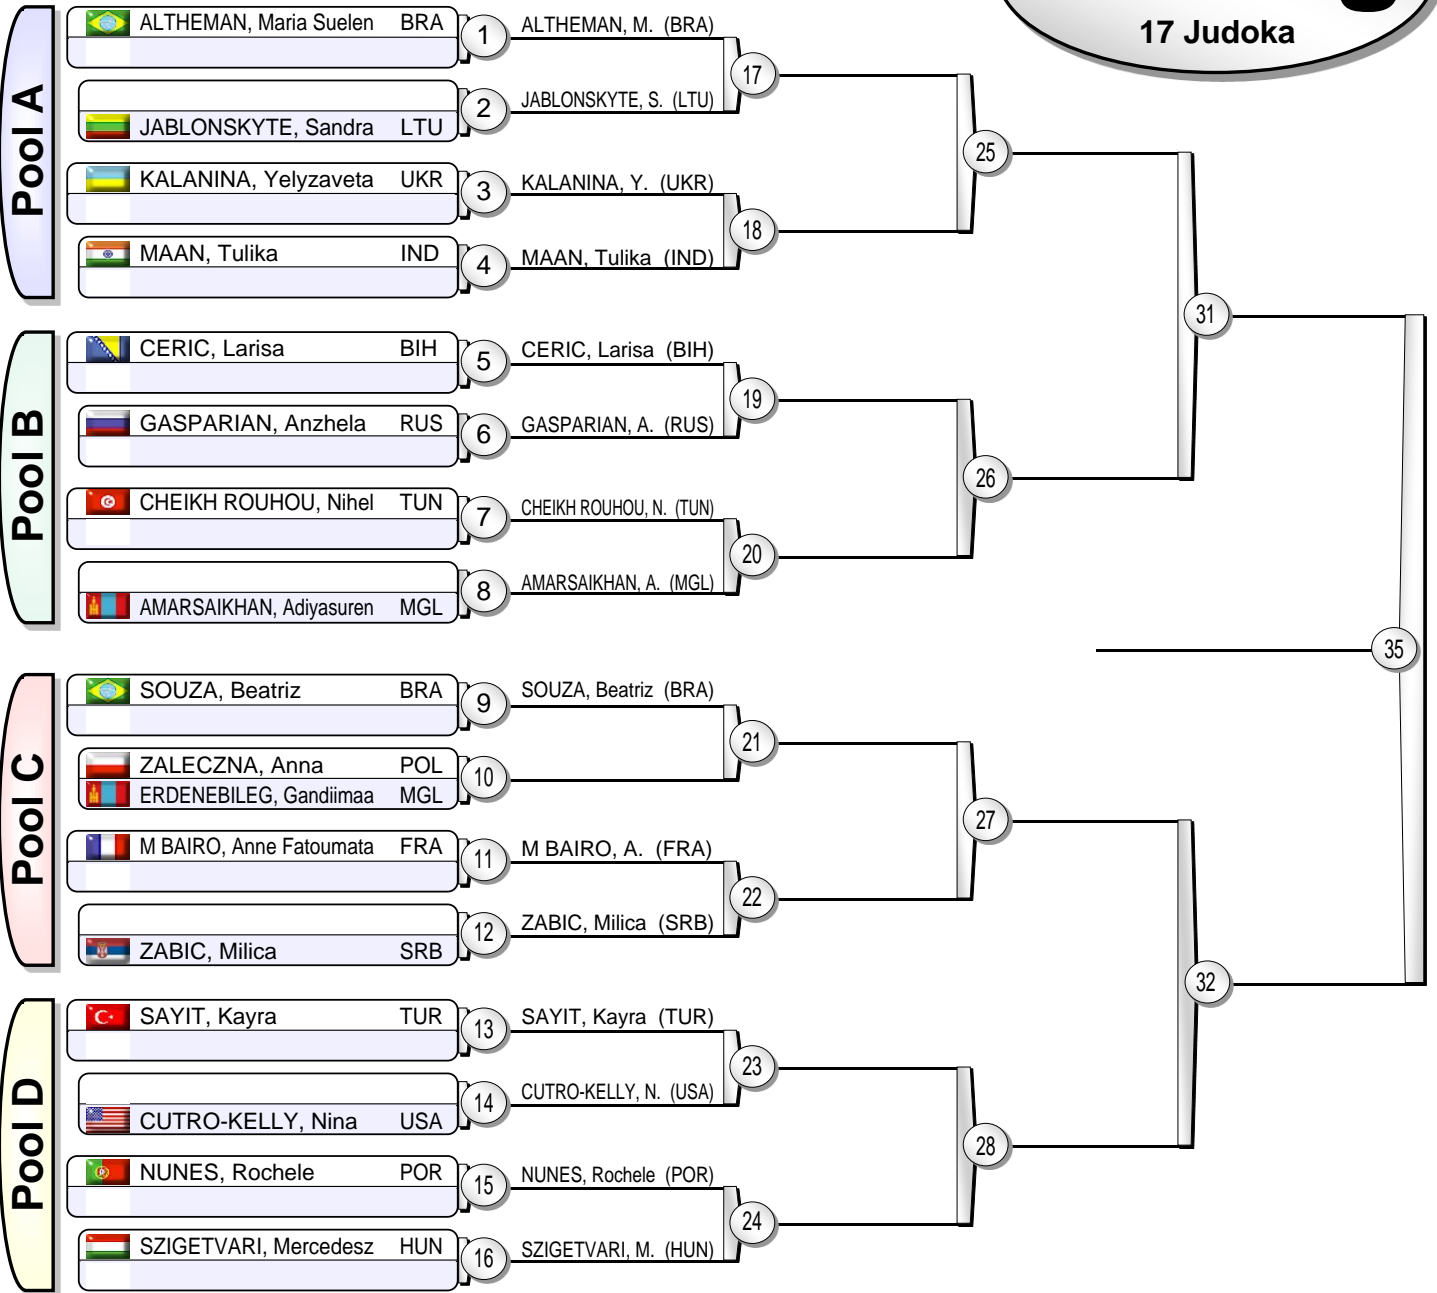 17 Judoka
Pool A
ALTHEMAN, Maria Suelen BRA
1
ALTHEMAN, M. (BRA)
17
JABLONSKYTE, Sandra LTU
2
JABLONSKYTE, S. (LTU)
25
KALANINA, Yelyzaveta UKR
3
KALANINA, Y. (UKR)
18
MAAN, Tulika IND
4
MAAN, Tulika (IND)
31
Pool B
CERIC, Larisa BIH
5
CERIC, Larisa (BIH)
19
GASPARIAN, Anzhela RUS
6
GASPARIAN, A. (RUS)
26
CHEIKH ROUHOU, Nihel TUN
7
CHEIKH ROUHOU, N. (TUN)
20
AMARSAIKHAN, Adiyasuren MGL
8
AMARSAIKHAN, A. (MGL)
35
Pool C
SOUZA, Beatriz BRA
9
SOUZA, Beatriz (BRA)
21
ZALECZNA, Anna POL
10
ERDENEBILEG, Gandiimaa MGL
27
M BAIRO, Anne Fatoumata FRA
11
M BAIRO, A. (FRA)
22
ZABIC, Milica SRB
12
ZABIC, Milica (SRB)
32
Pool D
SAYIT, Kayra TUR
13
SAYIT, Kayra (TUR)
23
CUTRO-KELLY, Nina USA
14
CUTRO-KELLY, N. (USA)
28
NUNES, Rochele POR
15
NUNES, Rochele (POR)
24
SZIGETVARI, Mercedesz HUN
16
SZIGETVARI, M. (HUN)